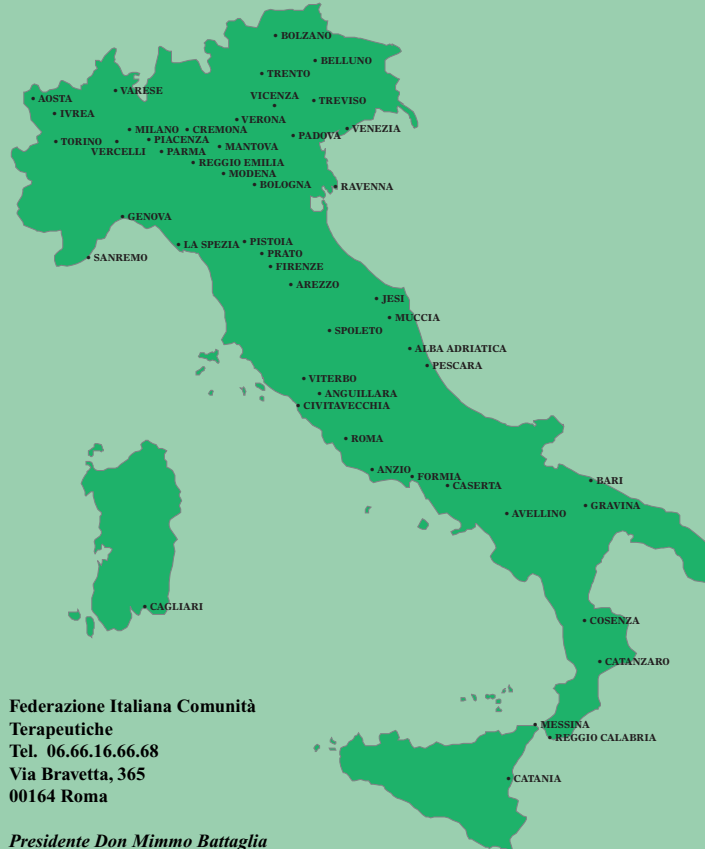 BOLZANO
BELLUNO
TRENTO
VICENZA
TREVISO
VARESE
AOSTA
IVREA
VERONA
VENEZIA
MILANO
CREMONA
PADOVA
TORINO
VERCELLI
PIACENZA
MANTOVA
PARMA
REGGIO EMILIA
MODENA
BOLOGNA
RAVENNA
GENOVA
LA SPEZIA
PISTOIA
PRATO
SANREMO
FIRENZE
AREZZO
JESI
MUCCIA
SPOLETO
ALBA ADRIATICA
PESCARA
VITERBO
ANGUILLARA
CIVITAVECCHIA
ROMA
ANZIO
FORMIA
CASERTA
BARI
GRAVINA
AVELLINO
CAGLIARI
COSENZA
CATANZARO
MESSINA
REGGIO CALABRIA
CATANIA
Federazione Italiana Comunità
Terapeutiche
Tel. 06.66.16.66.68
Via Bravetta, 365
00164 Roma
Presidente Don Mimmo Battaglia